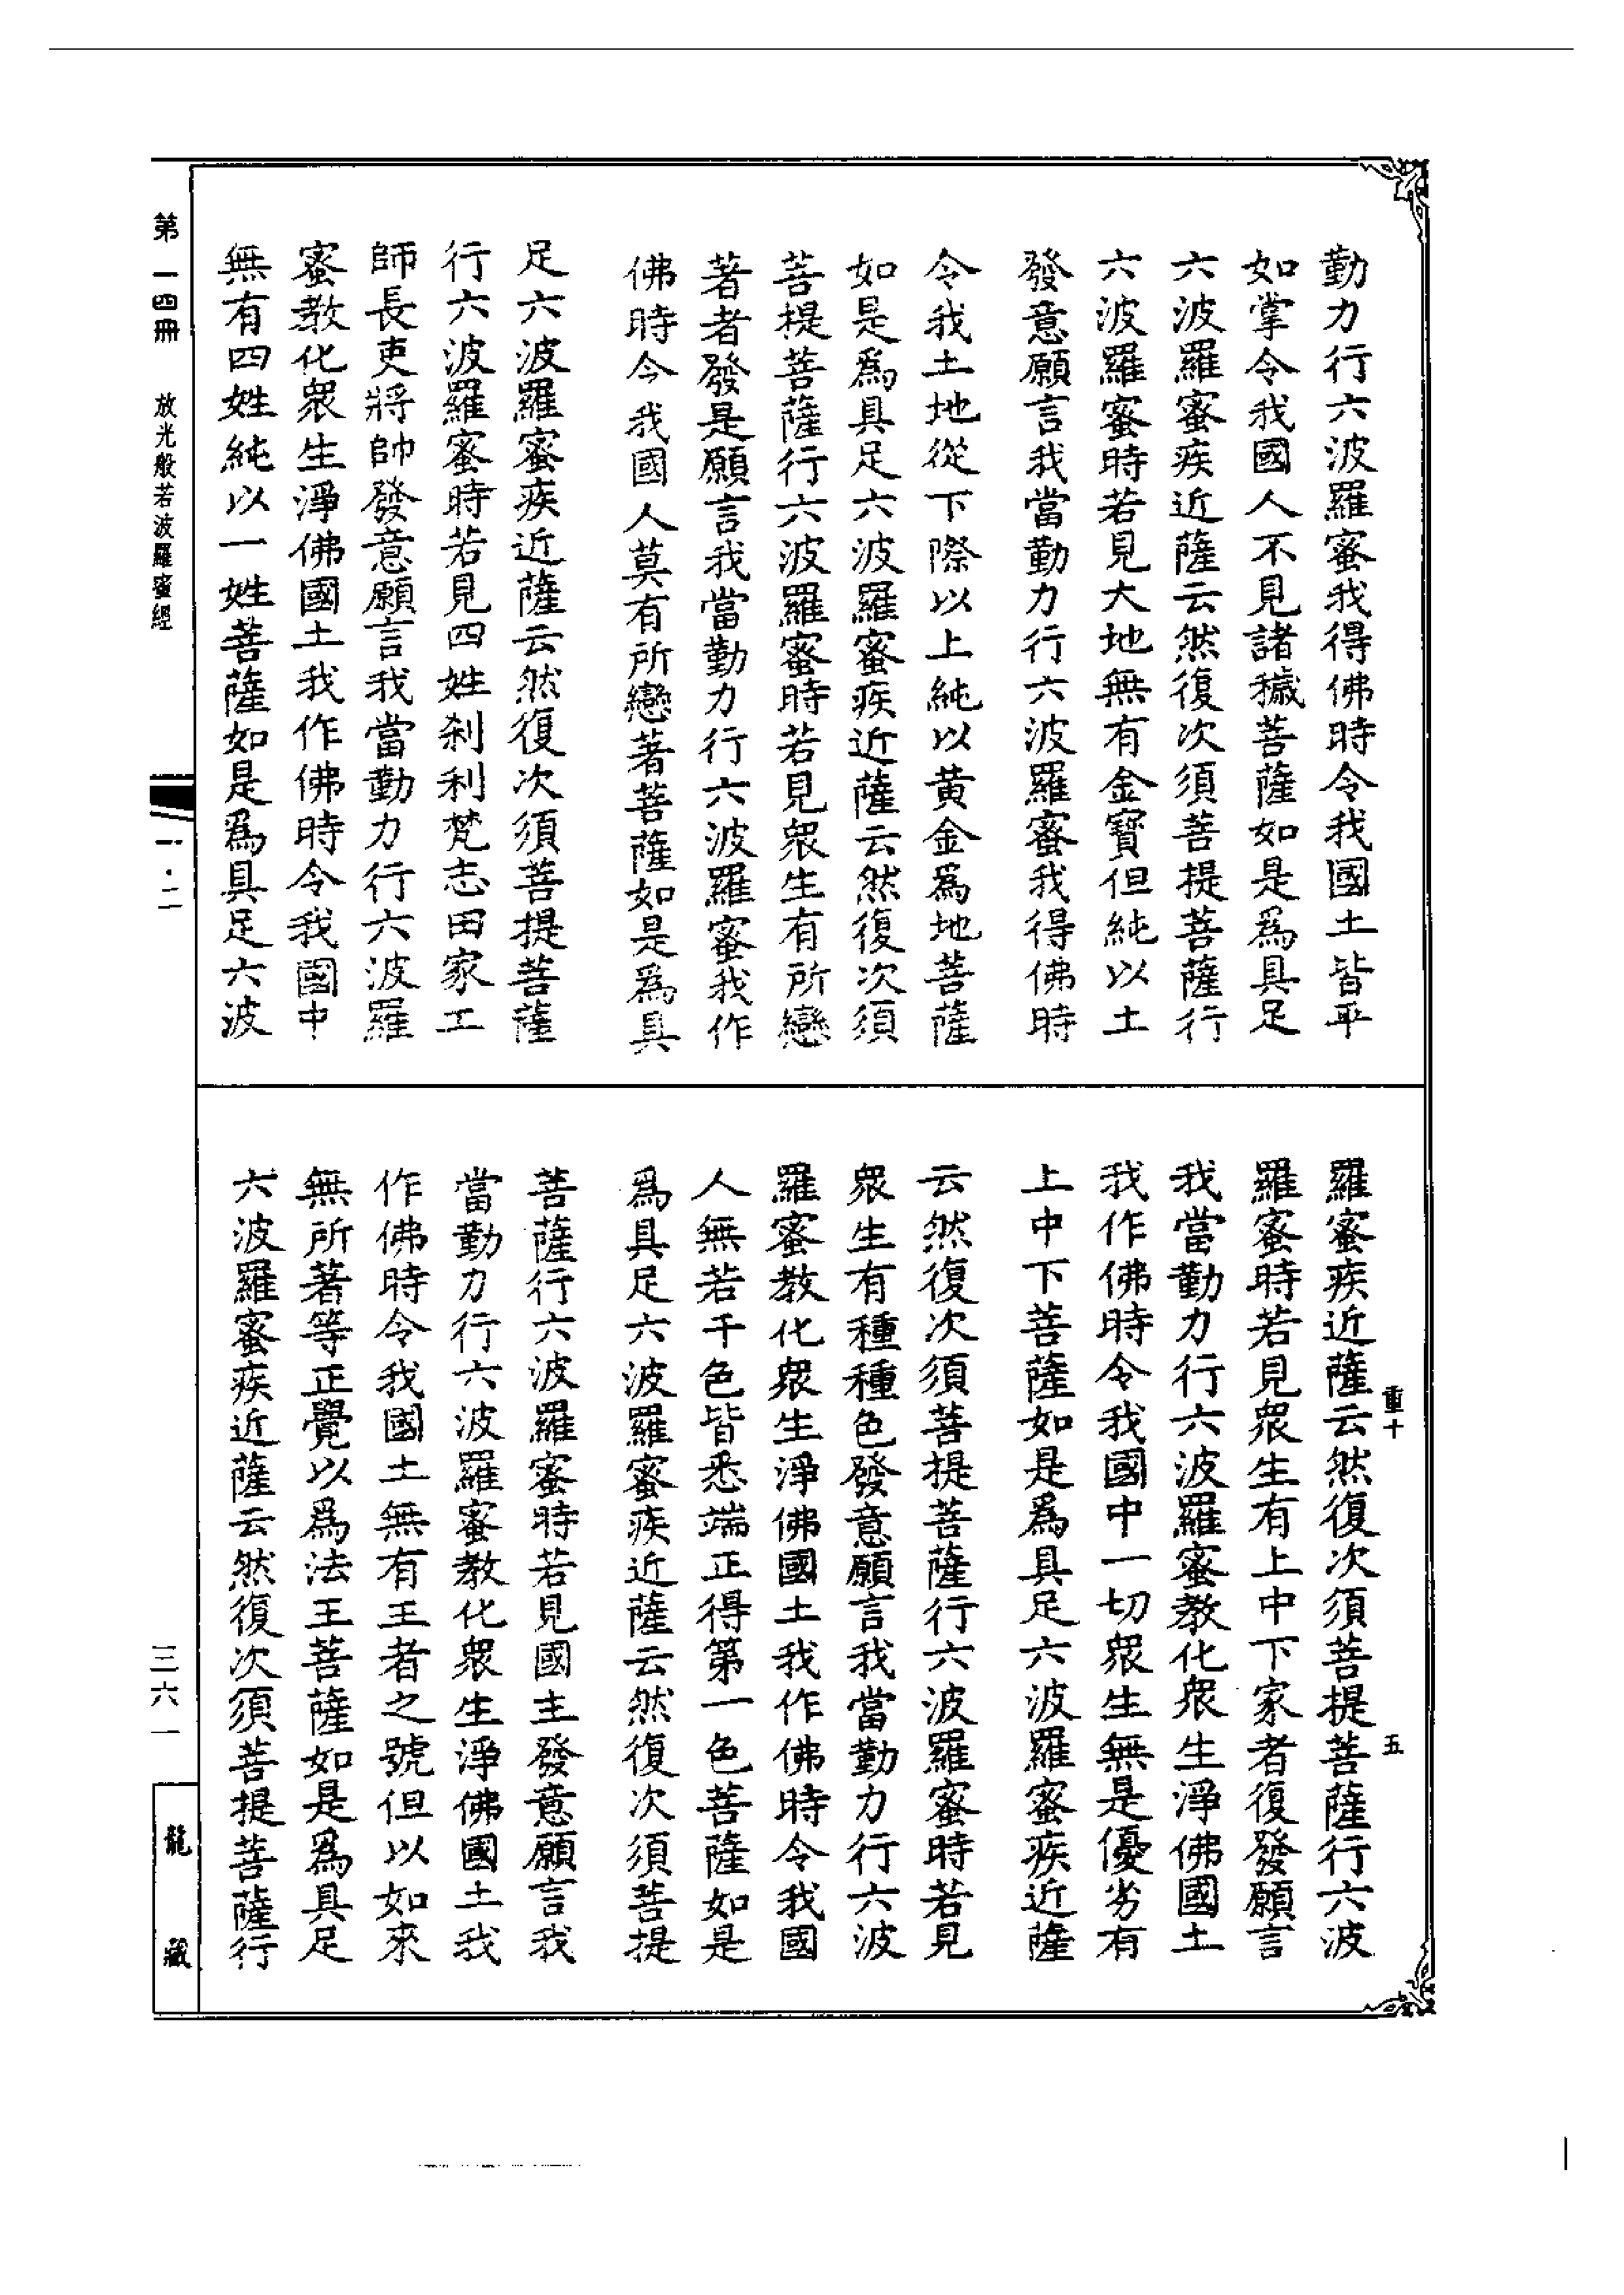 勤力行六波羅蜜我得佛時令我國土皆平
如掌令我國人不見諸穢菩薩如是爲具足
六波羅蜜疾近薩云然復次須菩提菩薩行
六波羅蜜時若見大地無有金寶但純以土
發意願言我當勤力行六波羅蜜我得佛時
令我土地從下際以上純以黄金爲地菩薩
如是爲具足六波羅蜜疾近薩云然復次須
菩提菩薩行六波羅蜜時若見衆生有所戀
著者發是願言我當勤力行六波羅蜜我作
佛時令我國人莫有所戀著菩薩如是爲具
足六波羅蜜疾近薩云然復次須菩提菩薩
行六波羅蜜時若見四姓刹利梵志田家工
師長吏將帥發意願言我當勤力行六波羅
蜜教化衆生淨佛國土我作佛時令我國中
無有四姓純以一姓菩薩如是爲具足六波
重十
五
羅蜜疾近薩云然復次須菩提菩薩行六波
羅蜜時若見衆生有上中下家者復發願言
我當勤力行六波羅蜜教化衆生淨佛國土
我作佛時令我國中一切衆生無是優劣有
上中下菩薩如是爲具足六波羅蜜疾近薩
云然復次須菩提菩薩行六波羅蜜時若見
衆生有種種色發意願言我當勤力行六波
羅蜜教化衆生淨佛國土我作佛時令我國
人無若干色皆悉端正得第一色菩薩如是
爲具足六波羅蜜疾近薩云然復次須菩提
菩薩行六波羅蜜時若見國主發意願言我
當勤力行六波羅蜜教化衆生淨佛國土我
作佛時令我國土無有王者之號但以如來
無所著等正覺以爲法王菩薩如是爲具足
六波羅蜜疾近薩云然復次須菩提菩薩行
第一四冊 放光般若波羅蜜經
一·二
三六一
龍藏